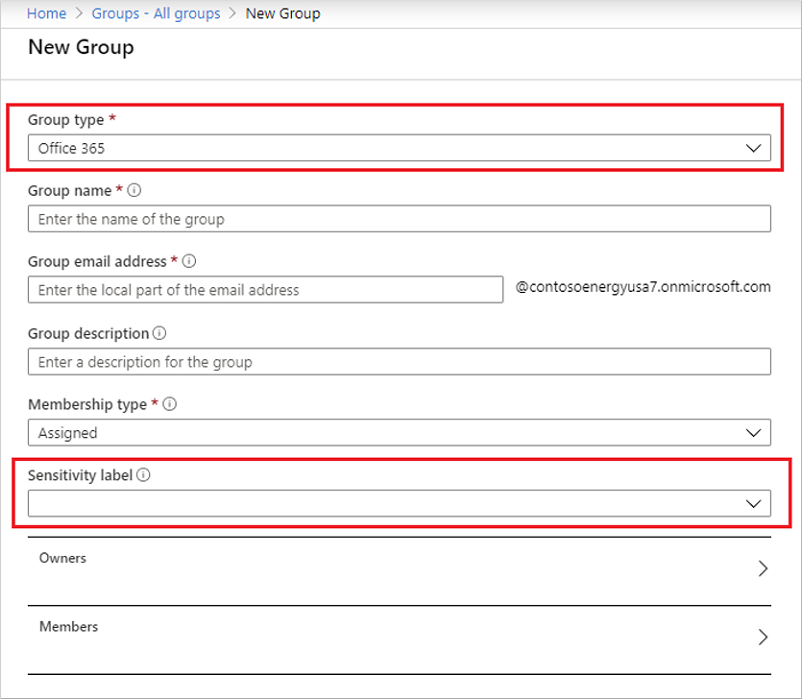 Home > Groups - All groups > New Group
New Group
Group type *
Office 365
Group name *
Enter the name of the group
Group email address *
Enter the local part of the email address @contosoenergyusa7.onmicrosoft.com
Group description
Enter a description for the group
Membership type *
Assigned
Sensitivity label
Owners
Members